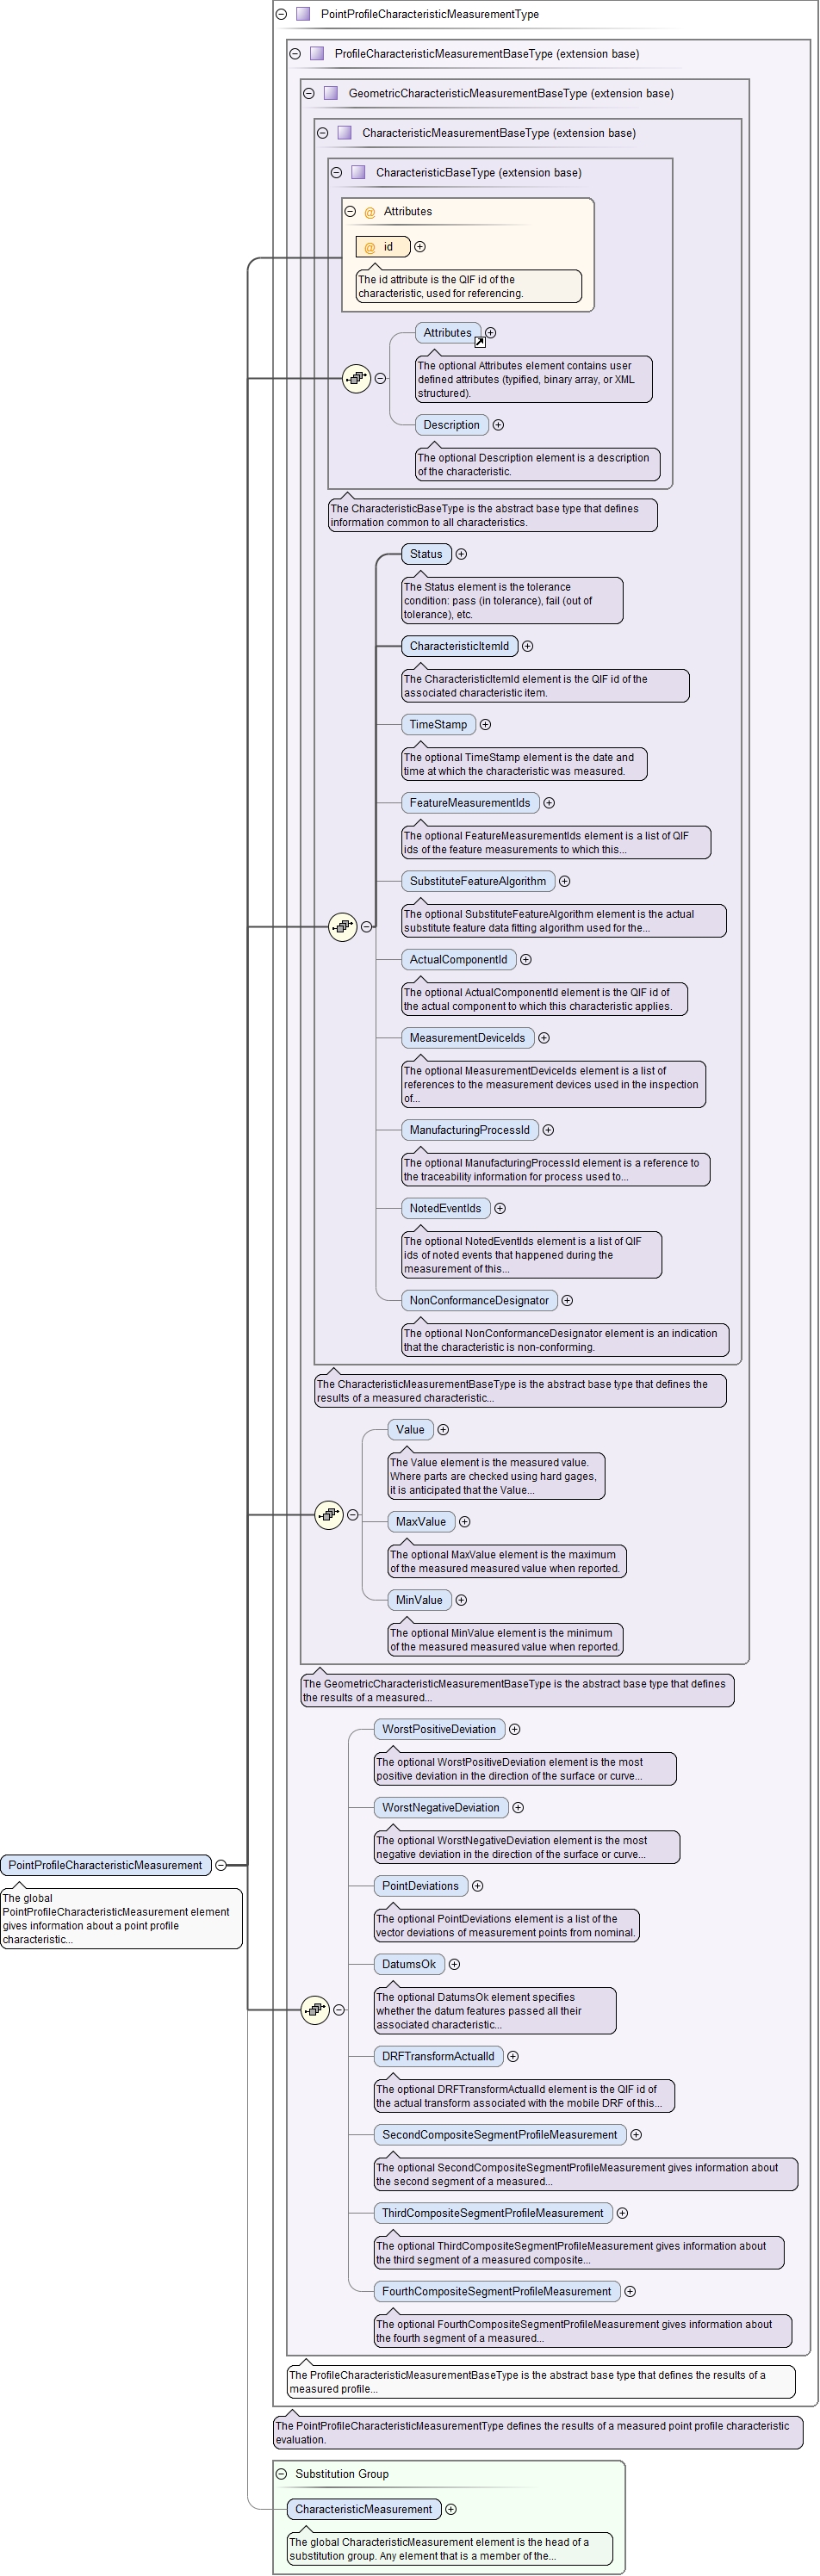 PointProfileCharacteristicMeasurementType
ProfileCharacteristicMeasurementBaseType (extension base)
GeometricCharacteristicMeasurementBaseType (extension base)
CharacteristicMeasurementBaseType (extension base)
CharacteristicBaseType (extension base)
@ Attributes
@ id
The id attribute is the QIF id of the
characteristic, used for referencing.
Attributes
The optional Attributes element contains user
defined attributes (typified, binary array, or XML
structured).
Description
The optional Description element is a description
of the characteristic.
The CharacteristicBaseType is the abstract base type that defines
information common to all characteristics.
Status
The Status element is the tolerance
condition: pass (in tolerance), fail (out of
tolerance), etc.
CharacteristicItemId
The CharacteristicItemId element is the QIF id of the
associated characteristic item.
TimeStamp
The optional TimeStamp element is the date and
time at which the characteristic was measured.
FeatureMeasurementIds
The optional FeatureMeasurementIds element is a list of QIF
ids of the feature measurements to which this...
SubstituteFeatureAlgorithm
The optional SubstituteFeatureAlgorithm element is the actual
substitute feature data fitting algorithm used for the...
ActualComponentId
The optional ActualComponentId element is the QIF id of
the actual component to which this characteristic applies.
MeasurementDeviceIds
The optional MeasurementDeviceIds element is a list of
references to the measurement devices used in the inspection
of...
ManufacturingProcessId
The optional ManufacturingProcessId element is a reference to
the traceability information for process used to...
NotedEventIds
The optional NotedEventIds element is a list of QIF
ids of noted events that happened during the
measurement of this...
NonConformanceDesignator
The optional NonConformanceDesignator element is an indication
that the characteristic is non-conforming.
The CharacteristicMeasurementBaseType is the abstract base type that defines the
results of a measured characteristic...
Value
The Value element is the measured value.
Where parts are checked using hard gages,
it is anticipated that the Value...
MaxValue
The optional MaxValue element is the maximum
of the measured measured value when reported.
MinValue
The optional MinValue element is the minimum
of the measured measured value when reported.
The GeometricCharacteristicMeasurementBaseType is the abstract base type that defines
the results of a measured...
WorstPositiveDeviation
The optional WorstPositiveDeviation element is the most
positive deviation in the direction of the surface or curve...
WorstNegativeDeviation
The optional WorstNegativeDeviation element is the most
negative deviation in the direction of the surface or curve...
PointProfileCharacteristicMeasurement
The global
PointProfileCharacteristicMeasurement element
gives information about a point profile
characteristic...
PointDeviations
The optional PointDeviations element is a list of the
vector deviations of measurement points from nominal.
DatumsOk
The optional DatumsOk element specifies
whether the datum features passed all their
associated characteristic...
DRFTransformActualId
The optional DRFTransformActualId element is the QIF id of
the actual transform associated with the mobile DRF of this...
SecondCompositeSegmentProfileMeasurement
The optional SecondCompositeSegmentProfileMeasurement gives information about
the second segment of a measured...
ThirdCompositeSegmentProfileMeasurement
The optional ThirdCompositeSegmentProfileMeasurement gives information about
the third segment of a measured composite...
FourthCompositeSegmentProfileMeasurement
The optional FourthCompositeSegmentProfileMeasurement gives information about
the fourth segment of a measured...
The ProfileCharacteristicMeasurementBaseType is the abstract base type that defines the results of a
measured profile...
The PointProfileCharacteristicMeasurementType defines the results of a measured point profile characteristic
evaluation.
Substitution Group
CharacteristicMeasurement
The global CharacteristicMeasurement element is the head of a
substitution group. Any element that is a member of the...